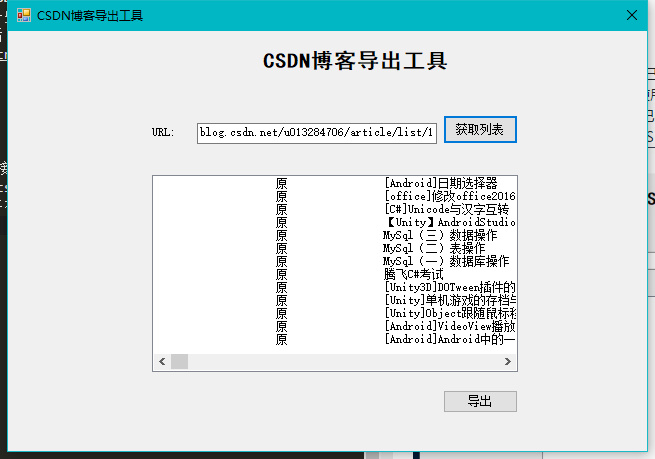 CSDN博客导出工具
CSDN博客导出工具
URL: blog.csdn.net/u013284706/article/list/1 获取列表
原 [Android]日期选择器
原 [office]修改office2016
原 [C#]Unicode与汉字互转
原 【Unity】AndroidStudio
原 MySql（三）数据操作
原 MySql（二）表操作
原 MySql（一）数据库操作
原 腾飞C#考试
原 [Unity3D]DOTween插件的
原 [Unity]单机游戏的存档与
原 [Unity]Object跟随鼠标移
原 [Android]VideoView播放
原 [Android]Android中的一
导出